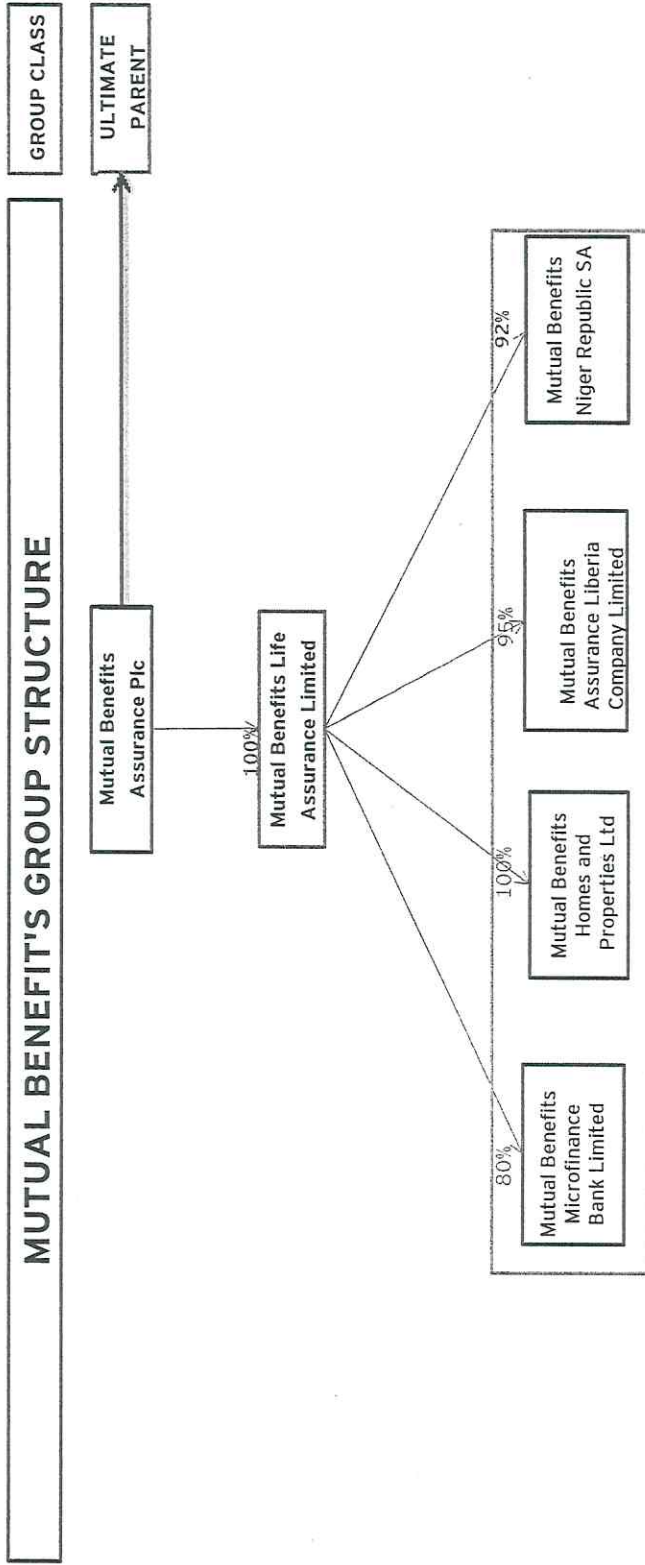 MUTUAL BENEFIT'S GROUP STRUCTURE
GROUP CLASS
Mutual Benefits
Assurance Plc
ULTIMATE
PARENT
100%
Mutual Benefits Life
Assurance Limited
80%
100%
95%
92%
Mutual Benefits
Microfinance
Bank Limited
Mutual Benefits
Homes and
Properties Ltd
Mutual Benefits
Assurance Liberia
Company Limited
Mutual Benefits
Niger Republic SA